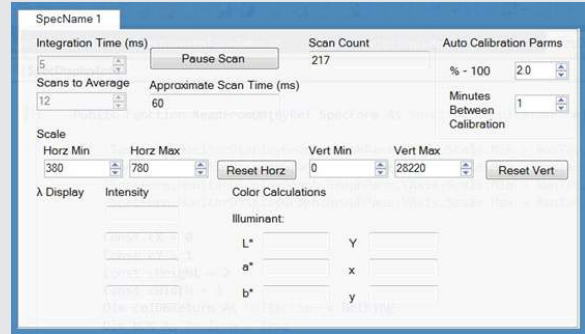 SpecName 1
Integration Time (ms)
Pause Scan
Scan Count
Auto Calibration Parms
5
217
% - 100
2.0
Scans to Average
Approximate Scan Time (ms)
12
60
Minutes
Between
Calibration
1
Scale
Horz Min
Horz Max
Vert Min
Vert Max
380
780
Reset Horz
0
28220
Reset Vert
λ Display
Intensity
Color Calculations
Illuminant:
L*
Y
a*
x
b*
y